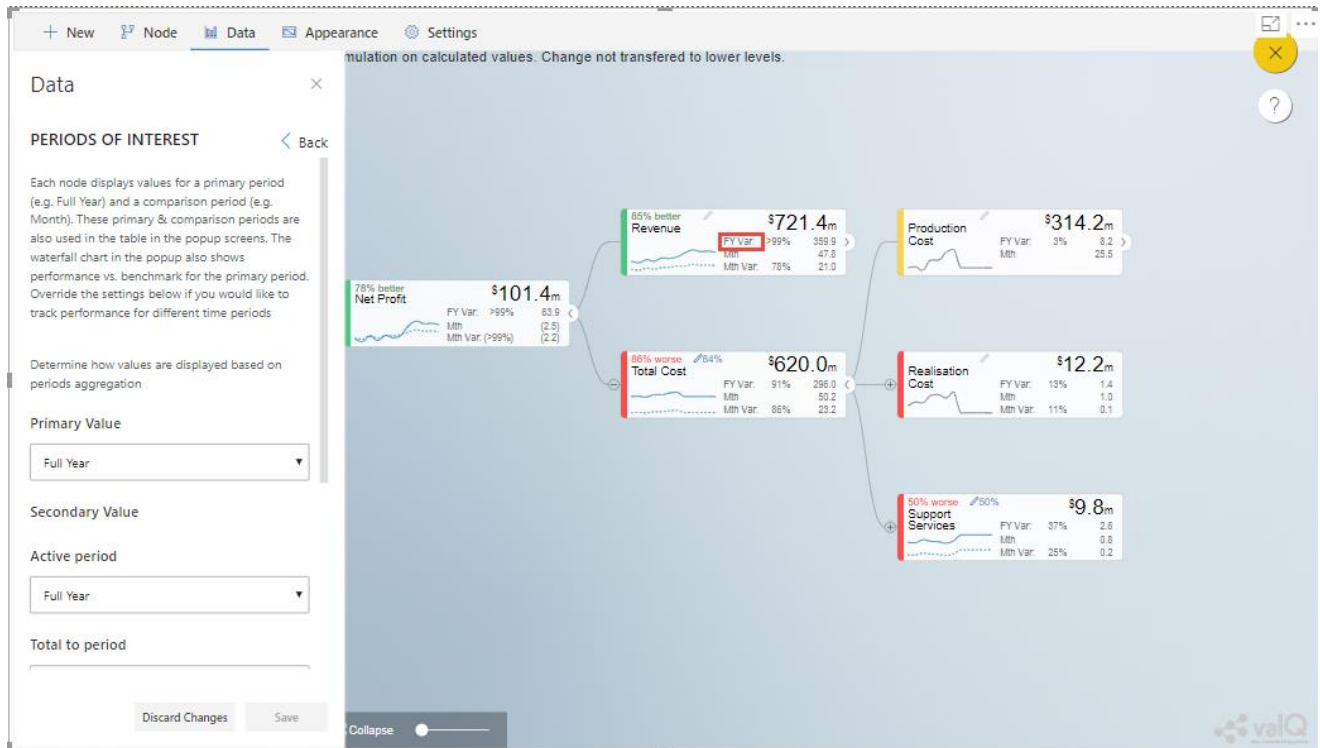 New Node Data Appearance Settings
mulation on calculated values. Change not transfered to lower levels.
Data
PERIODS OF INTEREST
Back
Each node displays values for a primary period
(e.g. Full Year) and a comparison period (e.g.
Month). These primary & comparison periods are
also used in the table in the popup screens. The
waterfall chart in the popup also shows
performance vs. benchmark for the primary period.
Override the settings below if you would like to
track performance for different time periods
Determine how values are displayed based on
periods aggregation
Primary Value
Full Year
Secondary Value
Active period
Full Year
Total to period
Discard Changes Save
78% better
Net Profit
$101.4m
FY Var. >99% 63.9
Mth (2.5)
Mth Var. (>99%) (2.2)
85% better
Revenue
$721.4m
FY Var. >99% 359.9
Mth 47.8
Mth Var. 78% 21.0
86% worse 84%
Total Cost
$620.0m
FY Var. 91% 296.0
Mth 50.2
Mth Var. 86% 23.2
Production
Cost
$314.2m
FY Var. 3% 8.2
Mth 25.5
Realisation
Cost
$12.2m
FY Var. 13% 1.4
Mth 1.0
Mth Var. 11% 0.1
50% worse 50%
Support
Services
$9.8m
FY Var. 37% 2.6
Mth 0.8
Mth Var. 25% 0.2
Collapse
?
valQ